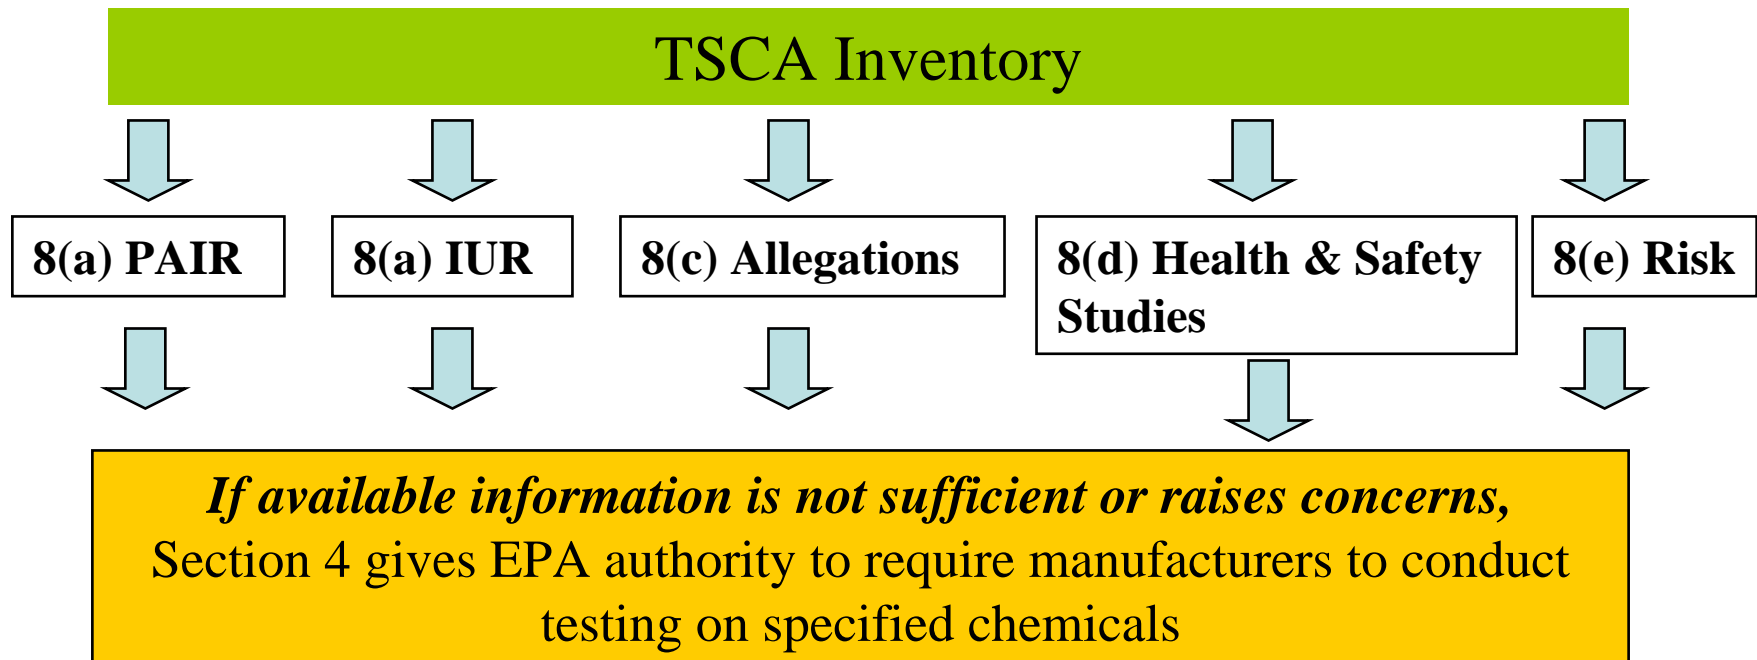 TSCA Inventory
8(a) PAIR
8(a) IUR
8(c) Allegations
8(d) Health & Safety
Studies
8(e) Risk
If available information is not sufficient or raises concerns,
Section 4 gives EPA authority to require manufacturers to conduct
testing on specified chemicals